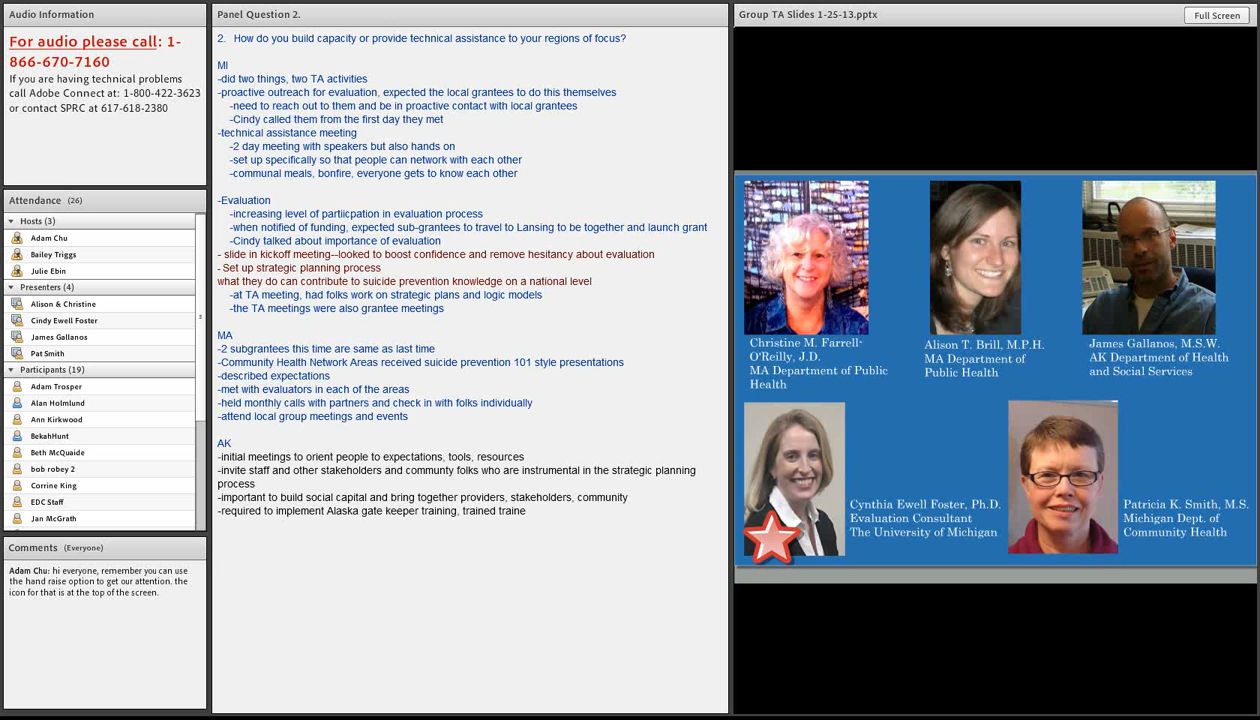 Audio Information
For audio please call: 1-
866-670-7160
If you are having technical problems
call Adobe Connect at: 1-800-422-3623
or contact SPRC at 617-618-2380
Attendance (26)
Hosts (3)
Adam Chu
Bailey Triggs
Julie Ebin
Presenters (4)
Alison & Christine
Cindy Ewell Foster
James Gallanos
Pat Smith
Participants (19)
Adam Trosper
Alan Holmlund
Ann Kirkwood
BekahHunt
Beth McQuaide
bob robey 2
Corrine King
EDC Staff
Jan McGrath
Comments (Everyone)
Adam Chu: hi everyone, remember you can use
the hand raise option to get our attention. the
icon for that is at the top of the screen.
Panel Question 2.
2. How do you build capacity or provide technical assistance to your regions of focus?
MI
-did two things, two TA activities
-proactive outreach for evaluation, expected the local grantees to do this themselves
-need to reach out to them and be in proactive contact with local grantees
-Cindy called them from the first day they met
-technical assistance meeting
-2 day meeting with speakers but also hands on
-set up specifically so that people can network with each other
-communal meals, bonfire, everyone gets to know each other
-Evaluation
-increasing level of partiicpation in evaluation process
-when notified of funding, expected sub-grantees to travel to Lansing to be together and launch grant
-Cindy talked about importance of evaluation
- slide in kickoff meeting--looked to boost confidence and remove hesitancy about evaluation
- Set up strategic planning process
what they do can contribute to suicide prevention knowledge on a national level
-at TA meeting, had folks work on strategic plans and logic models
-the TA meetings were also grantee meetings
MA
-2 subgrantees this time are same as last time
-Community Health Network Areas received suicide prevention 101 style presentations
-described expectations
-met with evaluators in each of the areas
-held monthly calls with partners and check in with folks individually
-attend local group meetings and events
AK
-initial meetings to orient people to expectations, tools, resources
-invite staff and other stakeholders and communty folks who are instrumental in the strategic planning
process
-important to build social capital and bring together providers, stakeholders, community
-required to implement Alaska gate keeper training, trained traine
Group TA Slides 1-25-13.pptx
Full Screen
Christine M. Farrell-
O'Reilly, J.D.
MA Department of Public
Health
Alison T. Brill, M.P.H.
MA Department of
Public Health
James Gallanos, M.S.W.
AK Department of Health
and Social Services
Cynthia Ewell Foster, Ph.D.
Evaluation Consultant
The University of Michigan
Patricia K. Smith, M.S.
Michigan Dept. of
Community Health